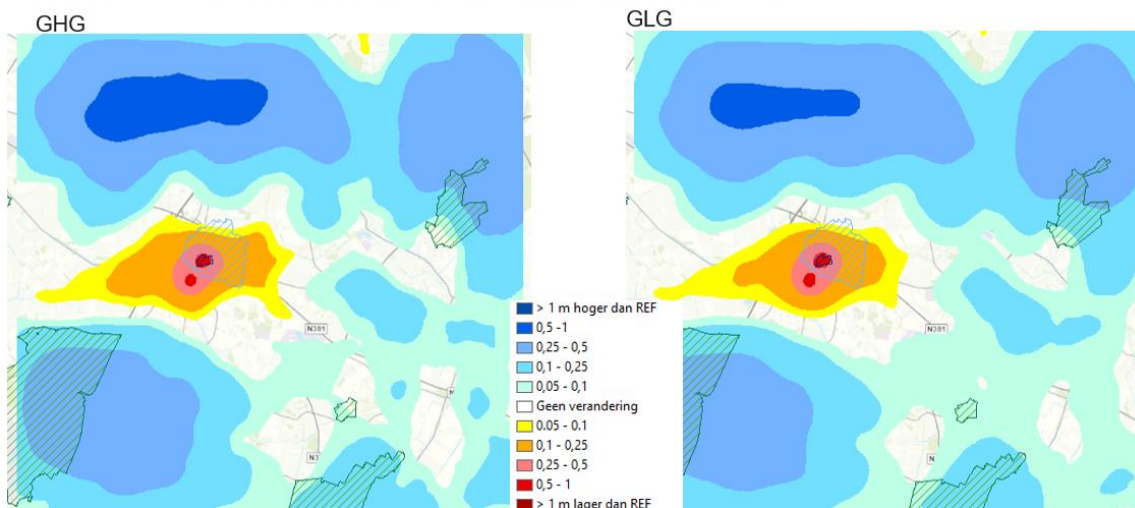 GHG
GLG
N381
N3
> 1 m hoger dan REF
0,5 - 1
0,25 - 0,5
0,1 - 0,25
0,05 - 0,1
Geen verandering
0.05 - 0.1
0,1 - 0,25
0,25 - 0,5
0,5 - 1
> 1 m lager dan REF
N381
N